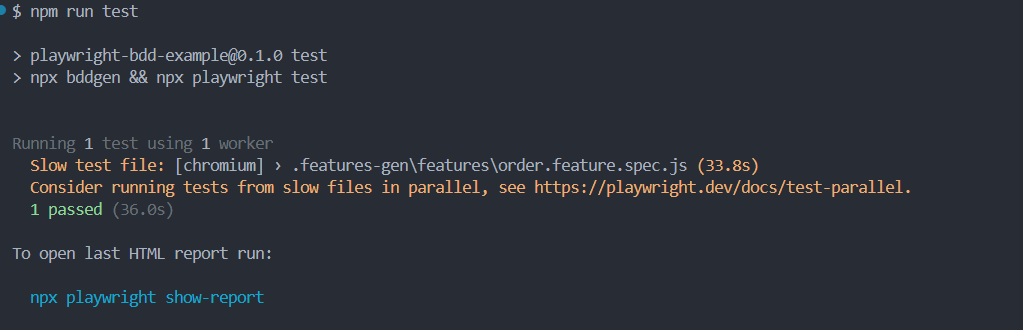 $ npm run test
> playwright-bdd-example@0.1.0 test
> npx bddgen && npx playwright test
Running 1 test using 1 worker
Slow test file: [chromium] › .features-gen\features\order.feature.spec.js (33.8s)
Consider running tests from slow files in parallel, see https://playwright.dev/docs/test-parallel.
1 passed (36.0s)
To open last HTML report run:
npx playwright show-report